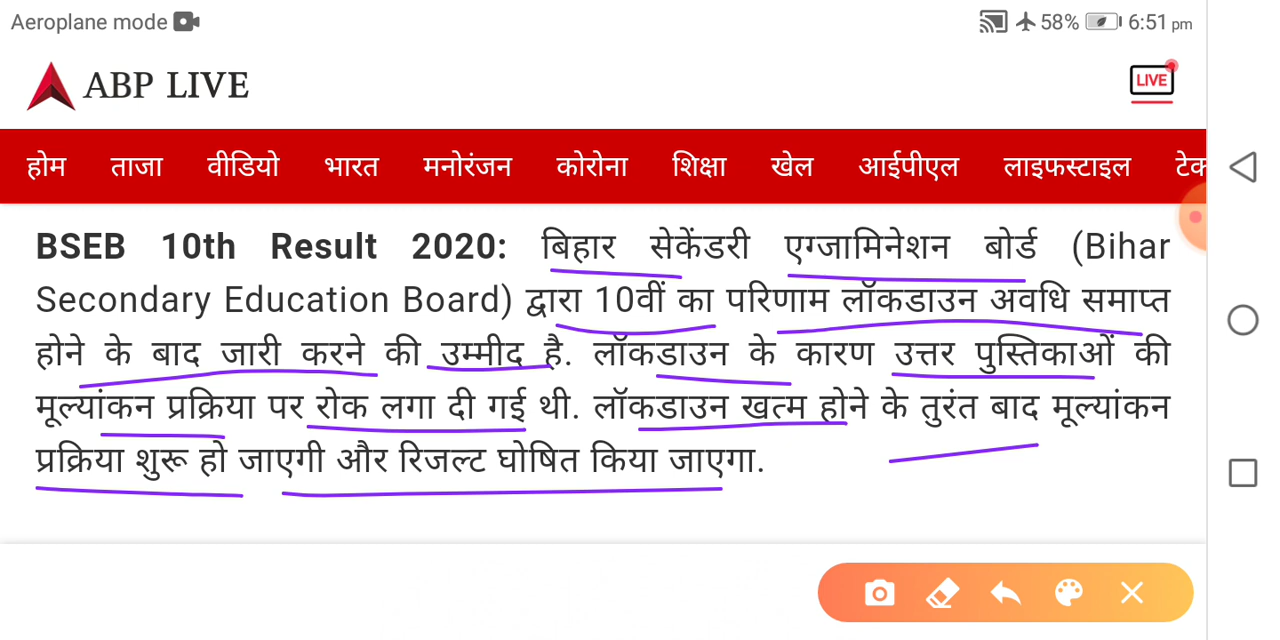 Aeroplane mode 58% 6:51 pm
ABP LIVE LIVE
होम ताजा वीडियो भारत मनोरंजन कोरोना शिक्षा खेल आईपीएल लाइफस्टाइल टेक
BSEB 10th Result 2020: बिहार सेकेंडरी एग्जामिनेशन बोर्ड (Bihar
Secondary Education Board) द्वारा 10वीं का परिणाम लॉकडाउन अवधि समाप्त
होने के बाद जारी करने की उम्मीद है. लॉकडाउन के कारण उत्तर पुस्तिकाओं की
मूल्यांकन प्रक्रिया पर रोक लगा दी गई थी. लॉकडाउन खत्म होने के तुरंत बाद मूल्यांकन
प्रक्रिया शुरू हो जाएगी और रिजल्ट घोषित किया जाएगा.